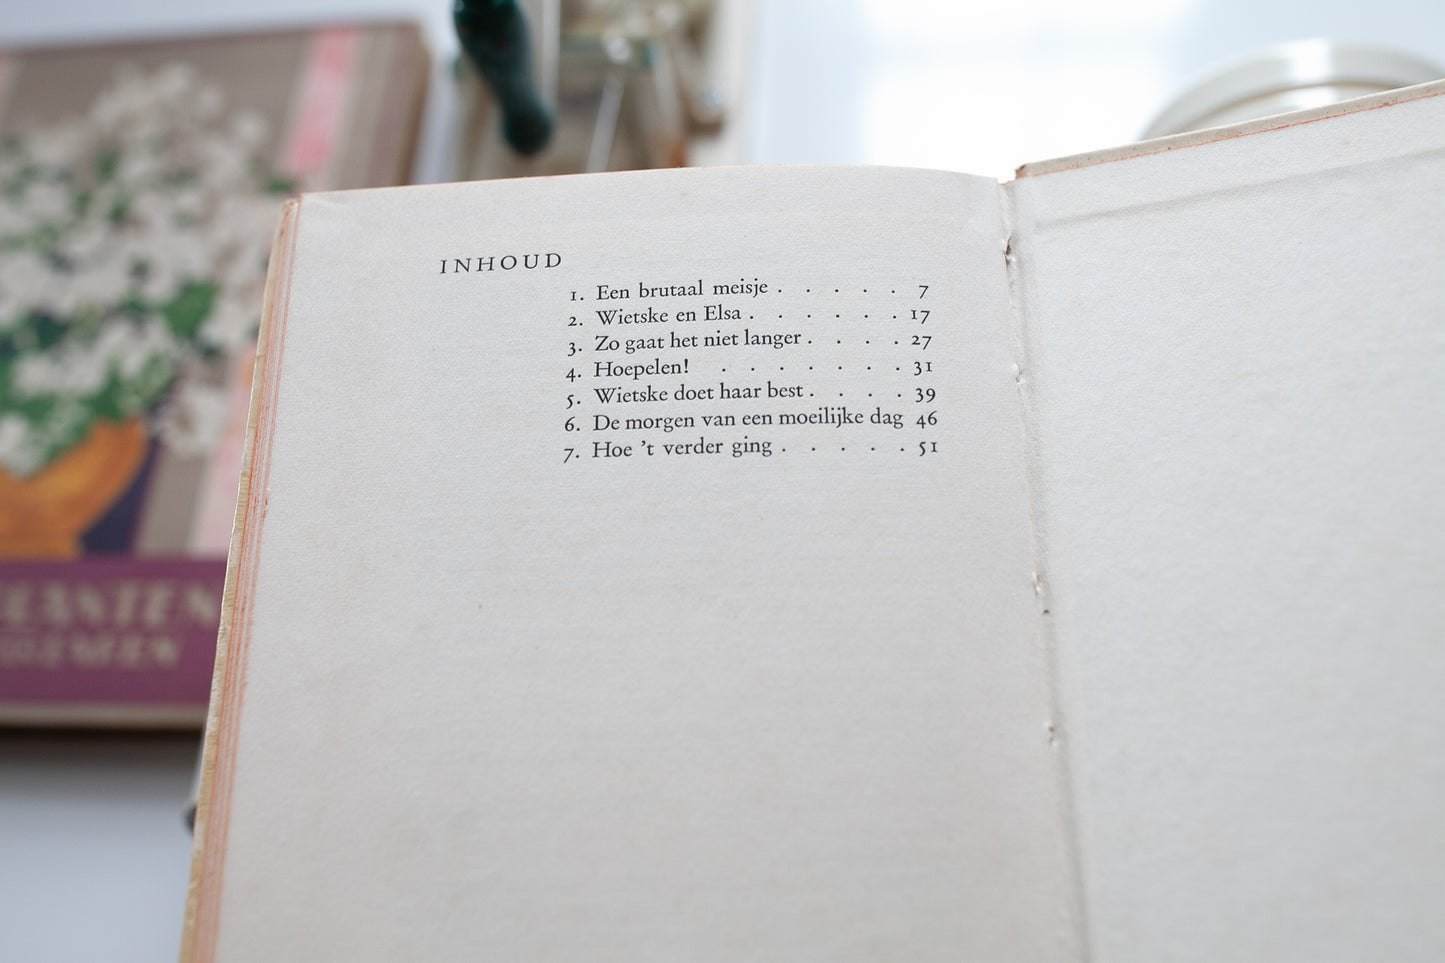 INHOUD
1. Een brutaal meisje . . . . . 7
2. Wietske en Elsa . . . . . . 17
3. Zo gaat het niet langer . . . . 27
4. Hoepelen! . . . . . . . 31
5. Wietske doet haar best . . . . 39
6. De morgen van een moeilijke dag 46
7. Hoe ’t verder ging . . . . . 51